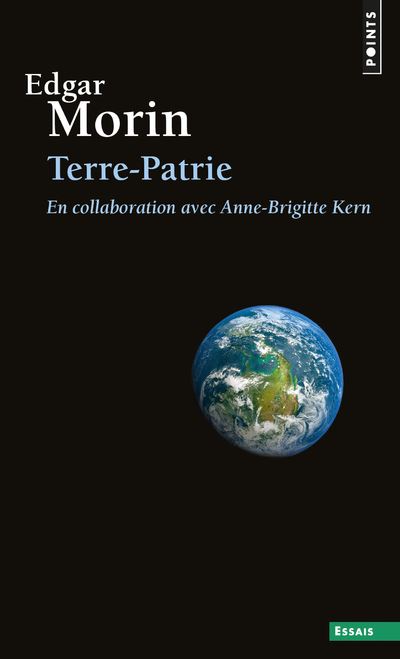 POINTS
Edgar
Morin
Terre-Patrie
En collaboration avec Anne-Brigitte Kern
ESSAIS